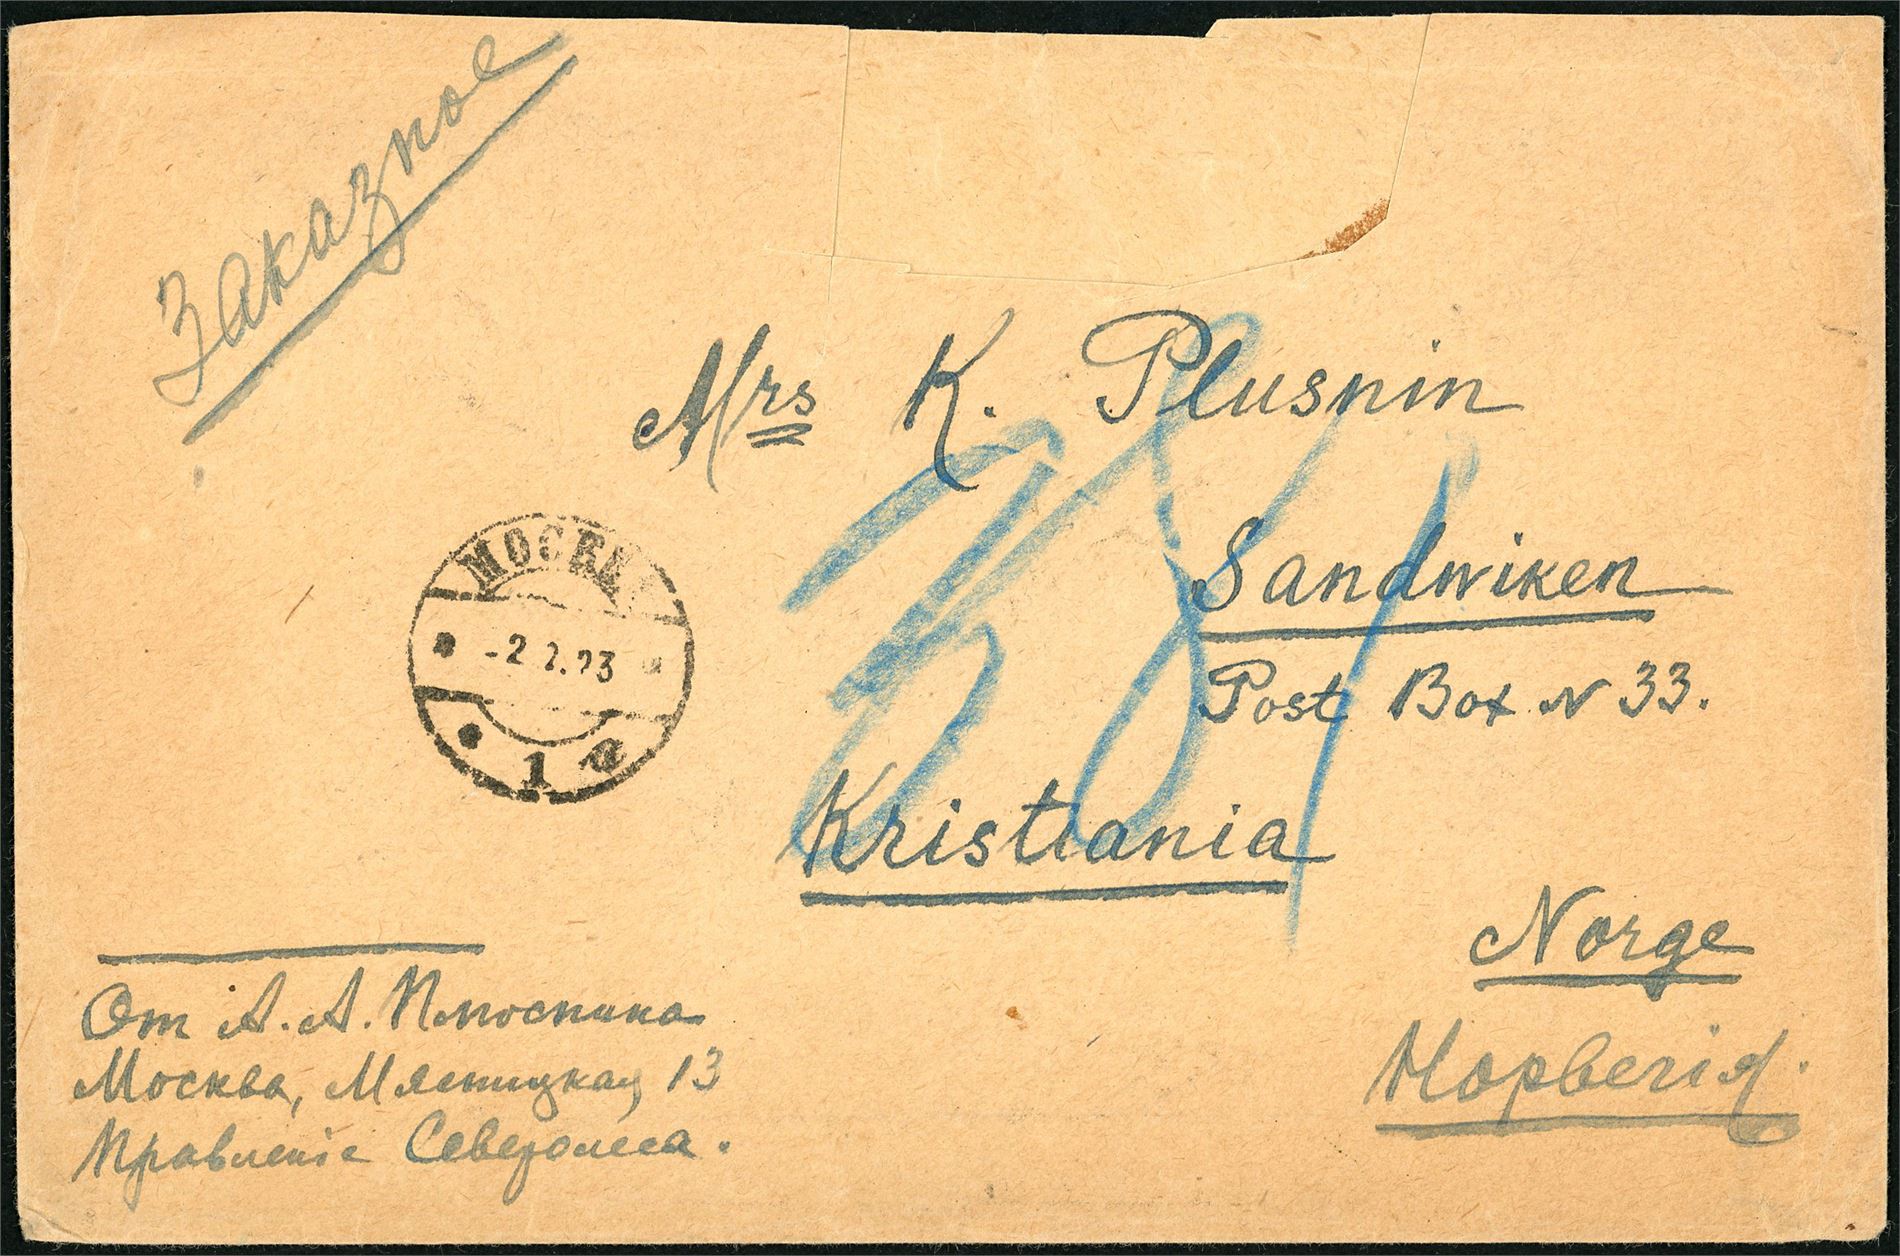 Заказное
Mrs K. Plusnin
Sandwiken
Post Box N 33.
Kristiania
Norge
Норвегія.
МОСКВА
-2 2.23
1 а
От А. А. Плюснина
Москва, Мясницкая, 13
Правленіе Северолеса.